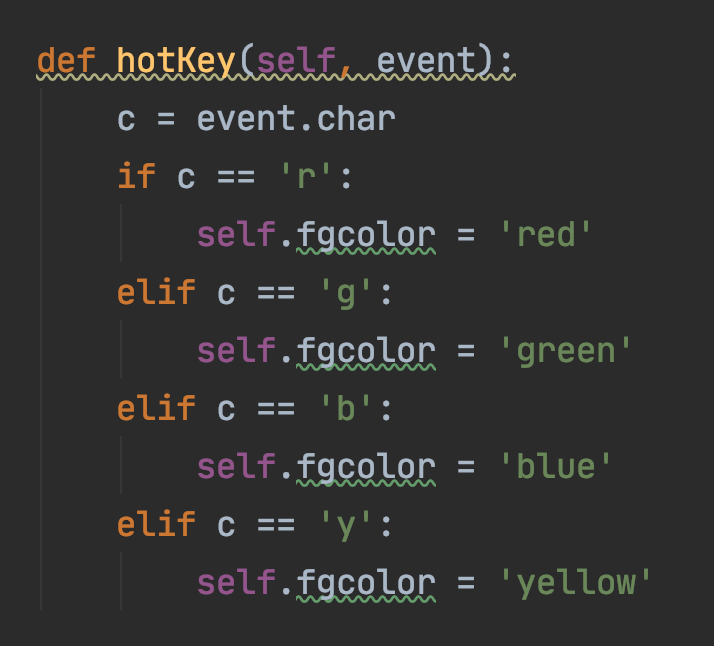 def hotKey(self, event):
    c = event.char
    if c == 'r':
        self.fgcolor = 'red'
    elif c == 'g':
        self.fgcolor = 'green'
    elif c == 'b':
        self.fgcolor = 'blue'
    elif c == 'y':
        self.fgcolor = 'yellow'